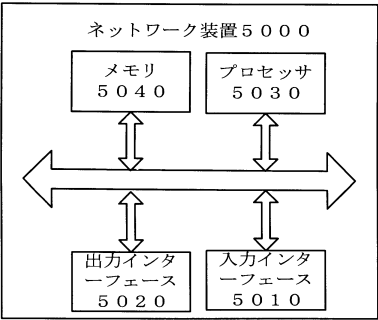 ネットワーク装置５０００
メモリ
５０４０
プロセッサ
５０３０
出力インタ
ーフェース
５０２０
入力インタ
ーフェース
５０１０